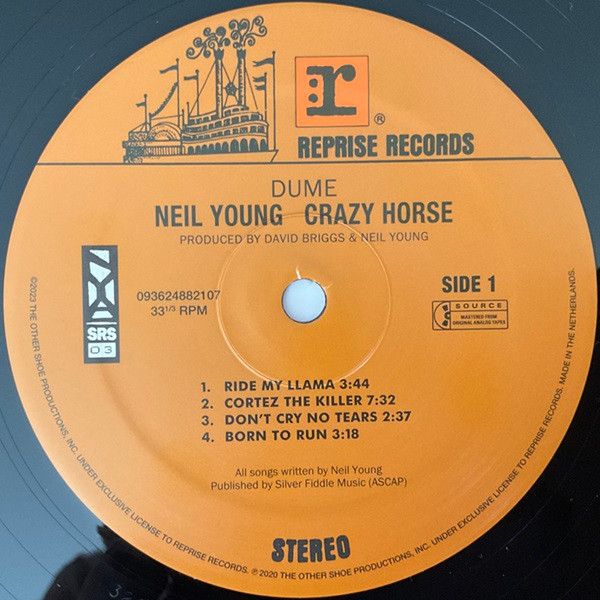 r
®
REPRISE RECORDS
DUME
NEIL YOUNG CRAZY HORSE
PRODUCED BY DAVID BRIGGS & NEIL YOUNG
SRS
03
093624882107
33¹/³ RPM
SIDE 1
SOURCE
MASTERED FROM
ORIGINAL ANALOG TAPES
1. RIDE MY LLAMA 3:44
2. CORTEZ THE KILLER 7:32
3. DON'T CRY NO TEARS 2:37
4. BORN TO RUN 3:18
All songs written by Neil Young
Published by Silver Fiddle Music (ASCAP)
STEREO
©2023 THE OTHER SHOE PRODUCTIONS, INC. UNDER EXCLUSIVE LICENSE TO REPRISE RECORDS. ℗2020 THE OTHER SHOE PRODUCTIONS, INC. UNDER EXCLUSIVE LICENSE TO REPRISE RECORDS. MADE IN THE NETHERLANDS.